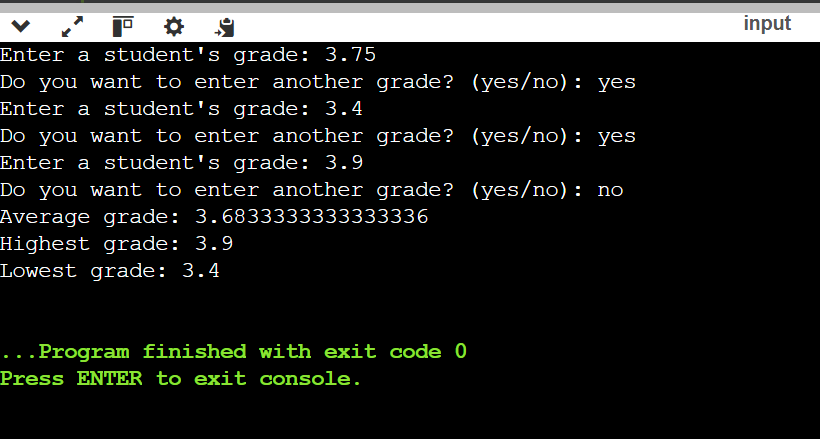 input
Enter a student's grade: 3.75
Do you want to enter another grade? (yes/no): yes
Enter a student's grade: 3.4
Do you want to enter another grade? (yes/no): yes
Enter a student's grade: 3.9
Do you want to enter another grade? (yes/no): no
Average grade: 3.6833333333333336
Highest grade: 3.9
Lowest grade: 3.4
...Program finished with exit code 0
Press ENTER to exit console.